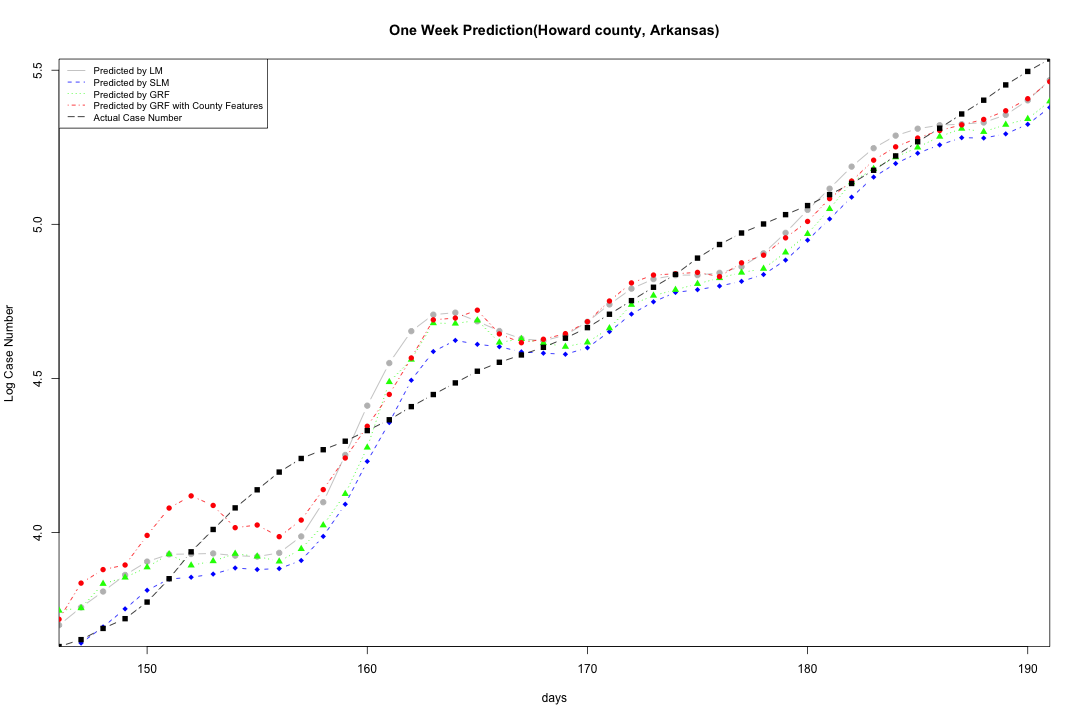 One Week Prediction(Howard county, Arkansas)
Predicted by LM
Predicted by SLM
Predicted by GRF
Predicted by GRF with County Features
Actual Case Number
5.5
5.0
4.5
4.0
Log Case Number
150 160 170 180 190
days